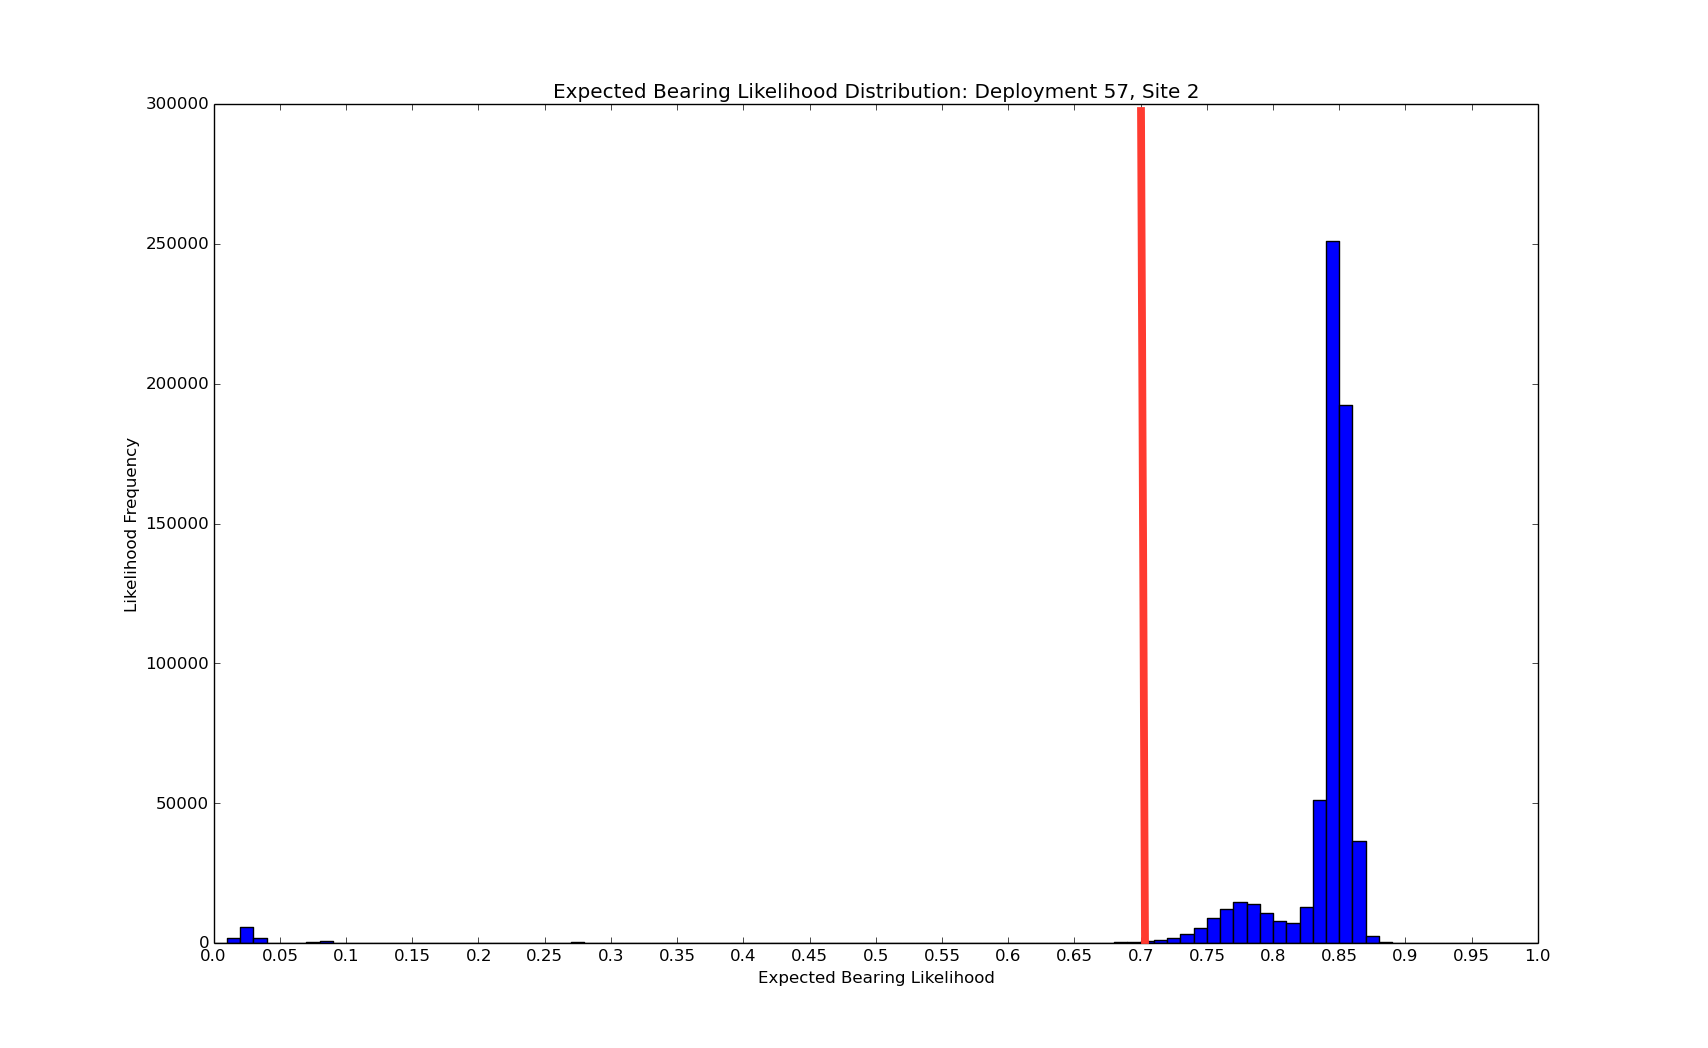 Expected Bearing Likelihood Distribution: Deployment 57, Site 2
300000
250000
200000
150000
100000
50000
0
Likelihood Frequency
0.0 0.05 0.1 0.15 0.2 0.25 0.3 0.35 0.4 0.45 0.5 0.55 0.6 0.65 0.7 0.75 0.8 0.85 0.9 0.95 1.0
Expected Bearing Likelihood